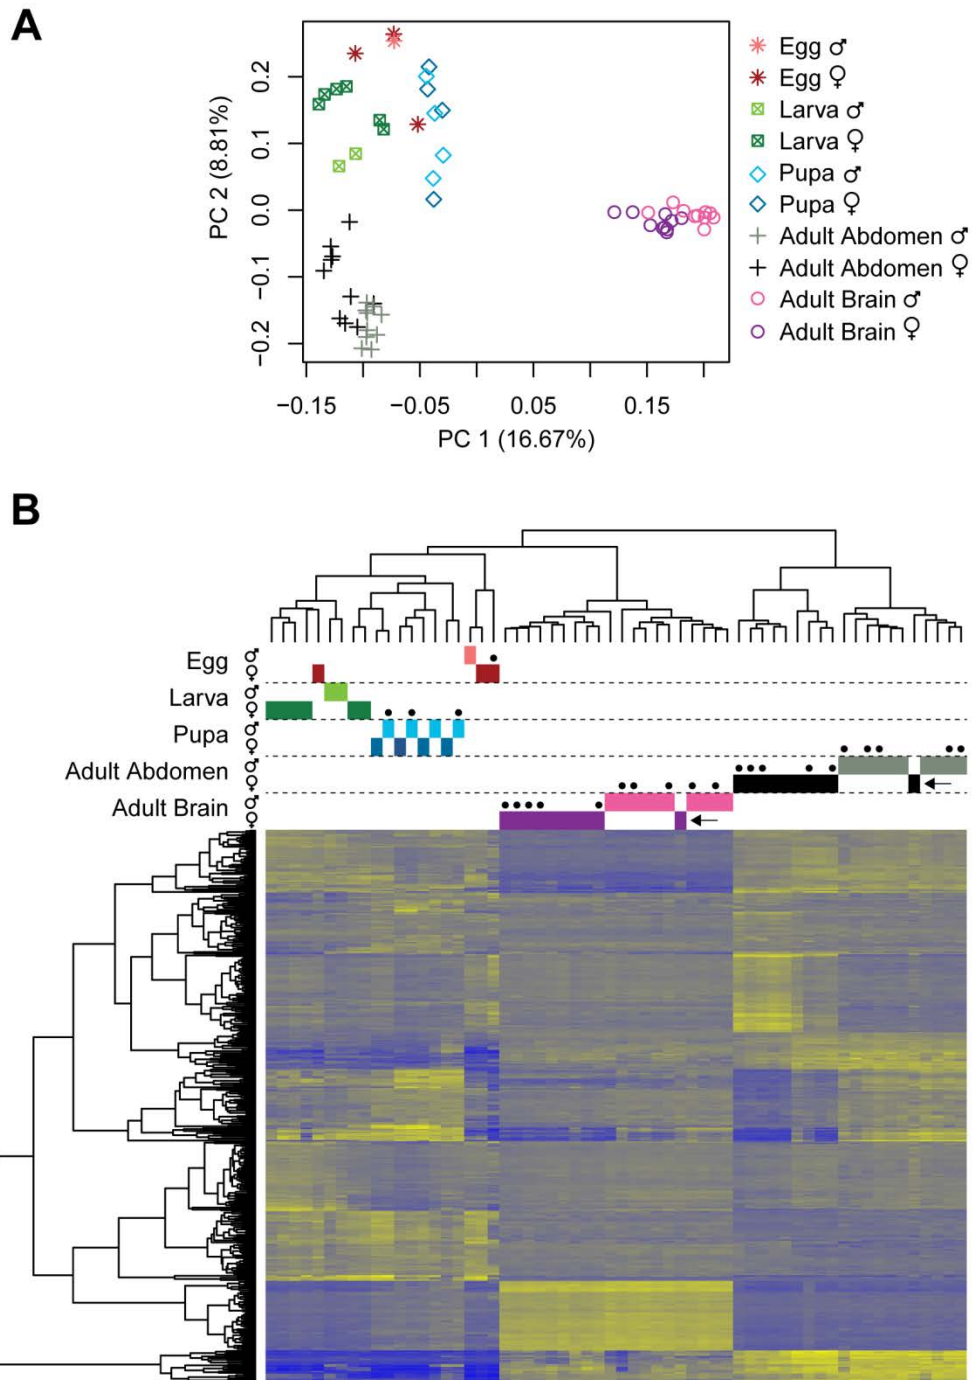 A
PC 2 (8.81%)
0.2
0.1
0.0
−0.1
−0.2
−0.15
−0.05
0.05
0.15
PC 1 (16.67%)
Egg ♂
Egg ♀
Larva ♂
Larva ♀
Pupa ♂
Pupa ♀
Adult Abdomen ♂
Adult Abdomen ♀
Adult Brain ♂
Adult Brain ♀
B
Egg ♂
♀
Larva ♂
♀
Pupa ♂
♀
Adult Abdomen ♂
♀
Adult Brain ♂
♀